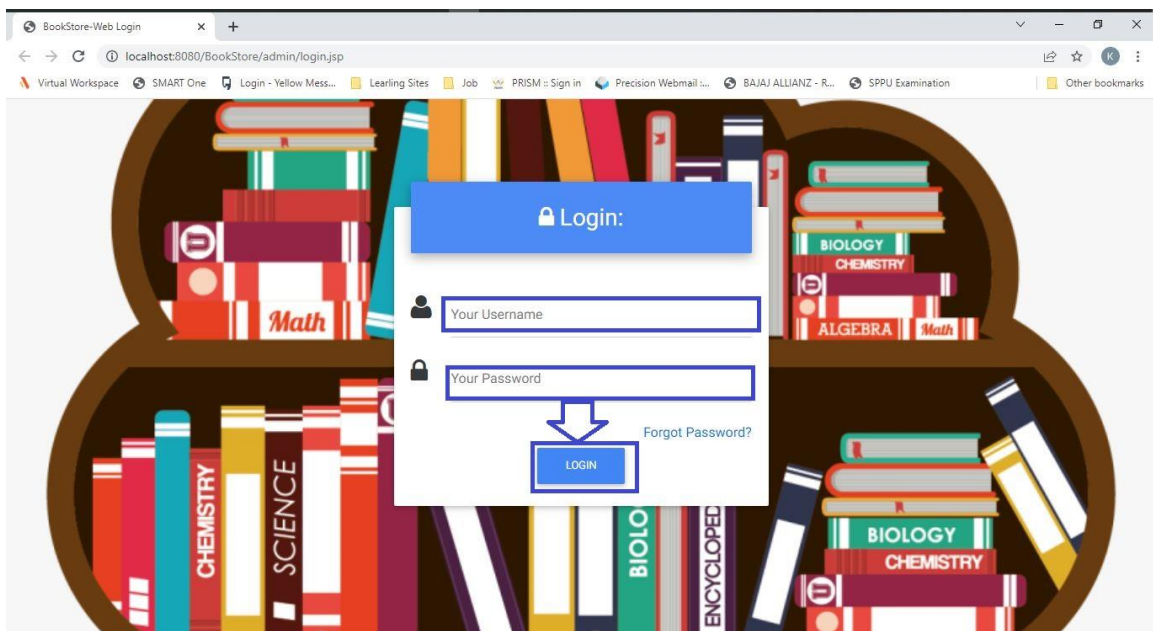 BookStore-Web Login
localhost:8080/BookStore/admin/login.jsp
K
Virtual Workspace SMART One Login - Yellow Mess... Learling Sites Job PRISM :: Sign in Precision Webmail :... BAJAJ ALLIANZ - R... SPPU Examination Other bookmarks
Login:
Your Username
Your Password
Forgot Password?
LOGIN
Math
BIOLOGY
CHEMISTRY
ALGEBRA Math
CHEMISTRY
SCIENCE
BIOLO
ENCYCLOPED
BIOLOGY
CHEMISTRY